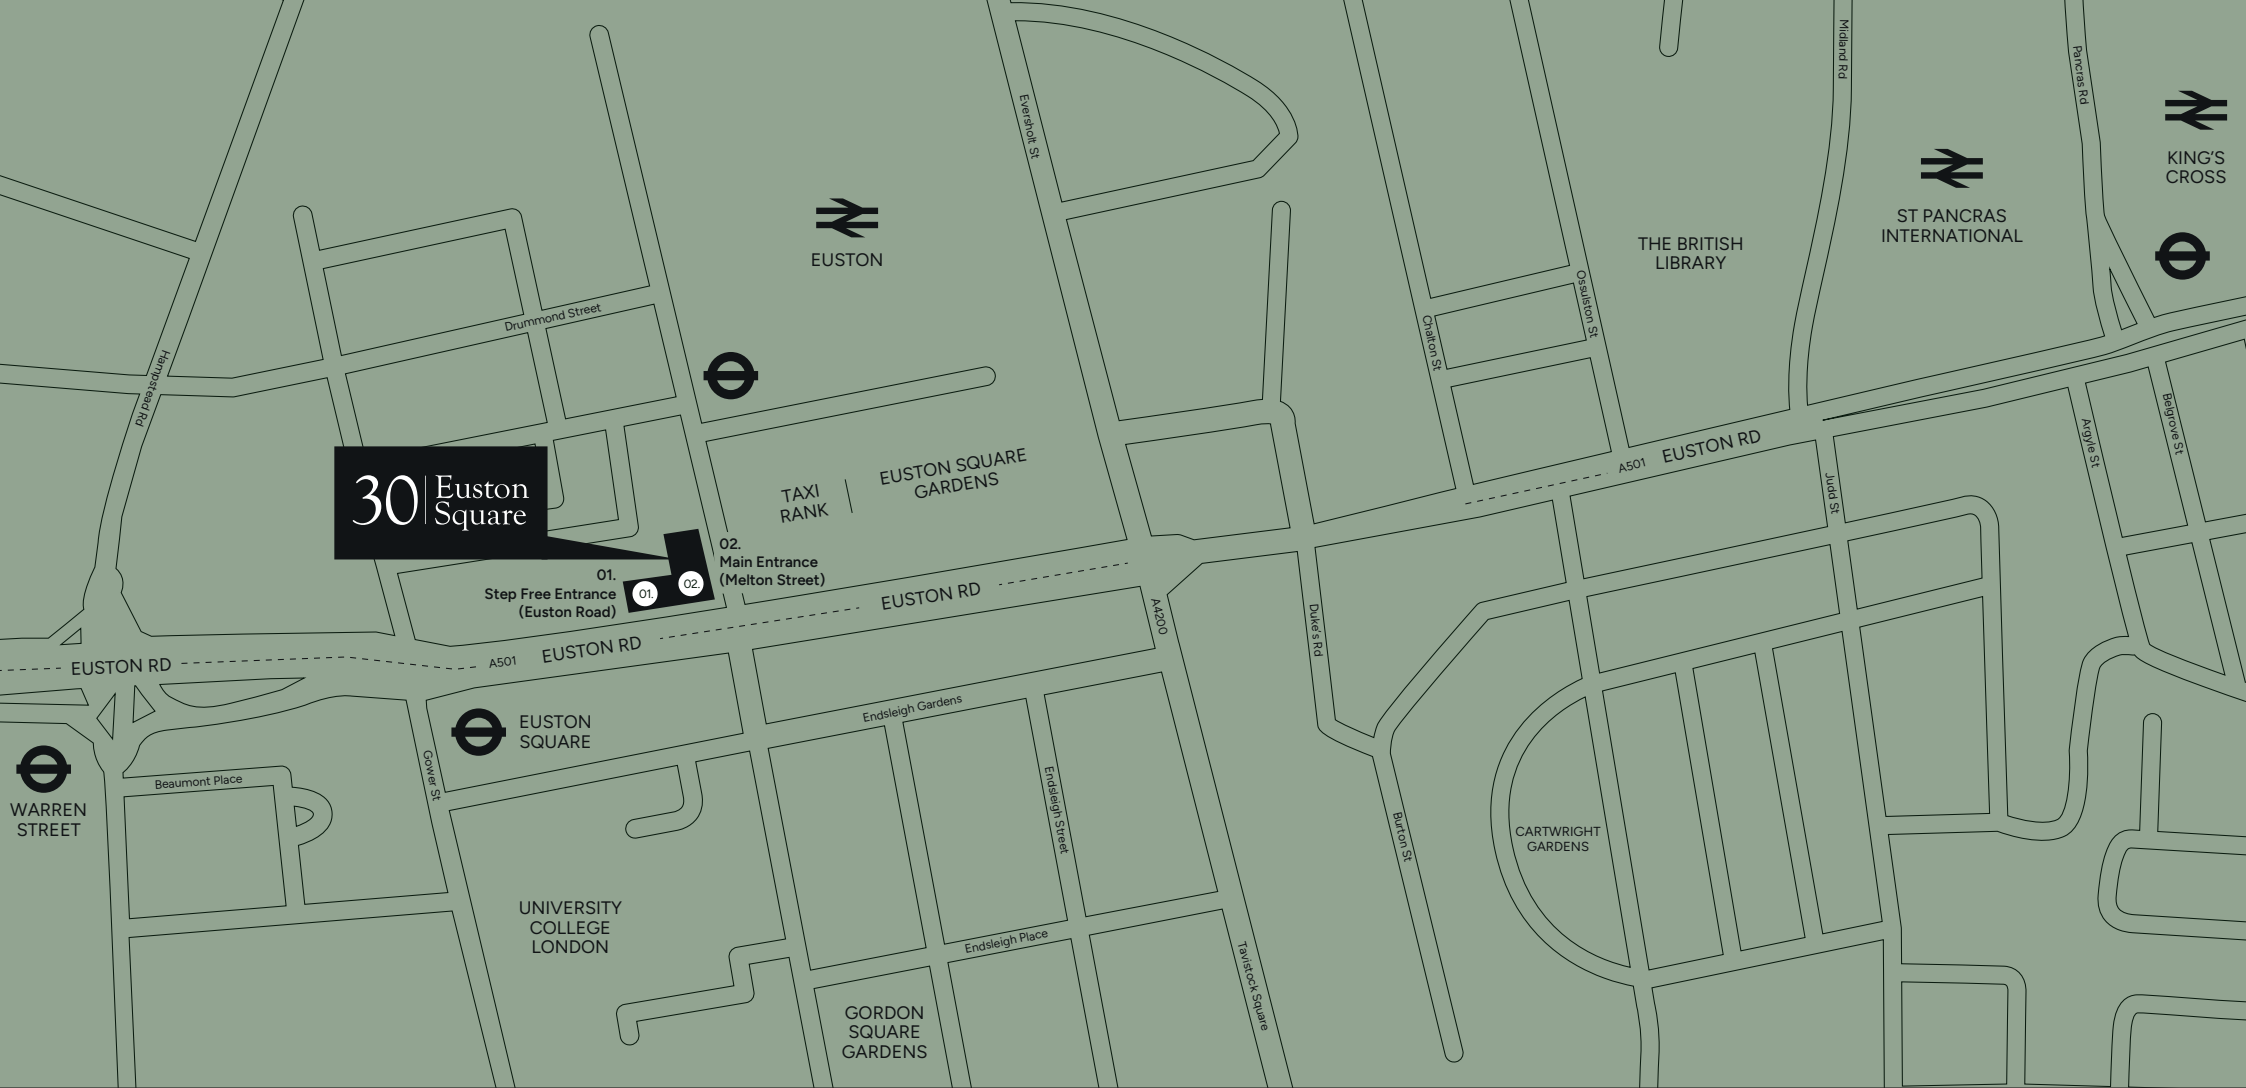 Midland Rd
Pancras Rd
KING'S
CROSS
Eversholt St
ST PANCRAS
INTERNATIONAL
THE BRITISH
LIBRARY
EUSTON
Drummond Street
Ossulston St
Chalton St
Hampstead Rd
Belgrove St
Argyle St
EUSTON RD
A501
Judd St
EUSTON SQUARE
GARDENS
TAXI
RANK
30 Euston
Square
02.
Main Entrance
(Melton Street)
01.
Step Free Entrance
(Euston Road)
01.
02.
EUSTON RD
A4200
Duke's Rd
EUSTON RD
A501
EUSTON RD
Endsleigh Gardens
EUSTON
SQUARE
Gower St
Beaumont Place
WARREN
STREET
Endsleigh Street
Burton St
CARTWRIGHT
GARDENS
UNIVERSITY
COLLEGE
LONDON
Endsleigh Place
Tavistock Square
GORDON
SQUARE
GARDENS